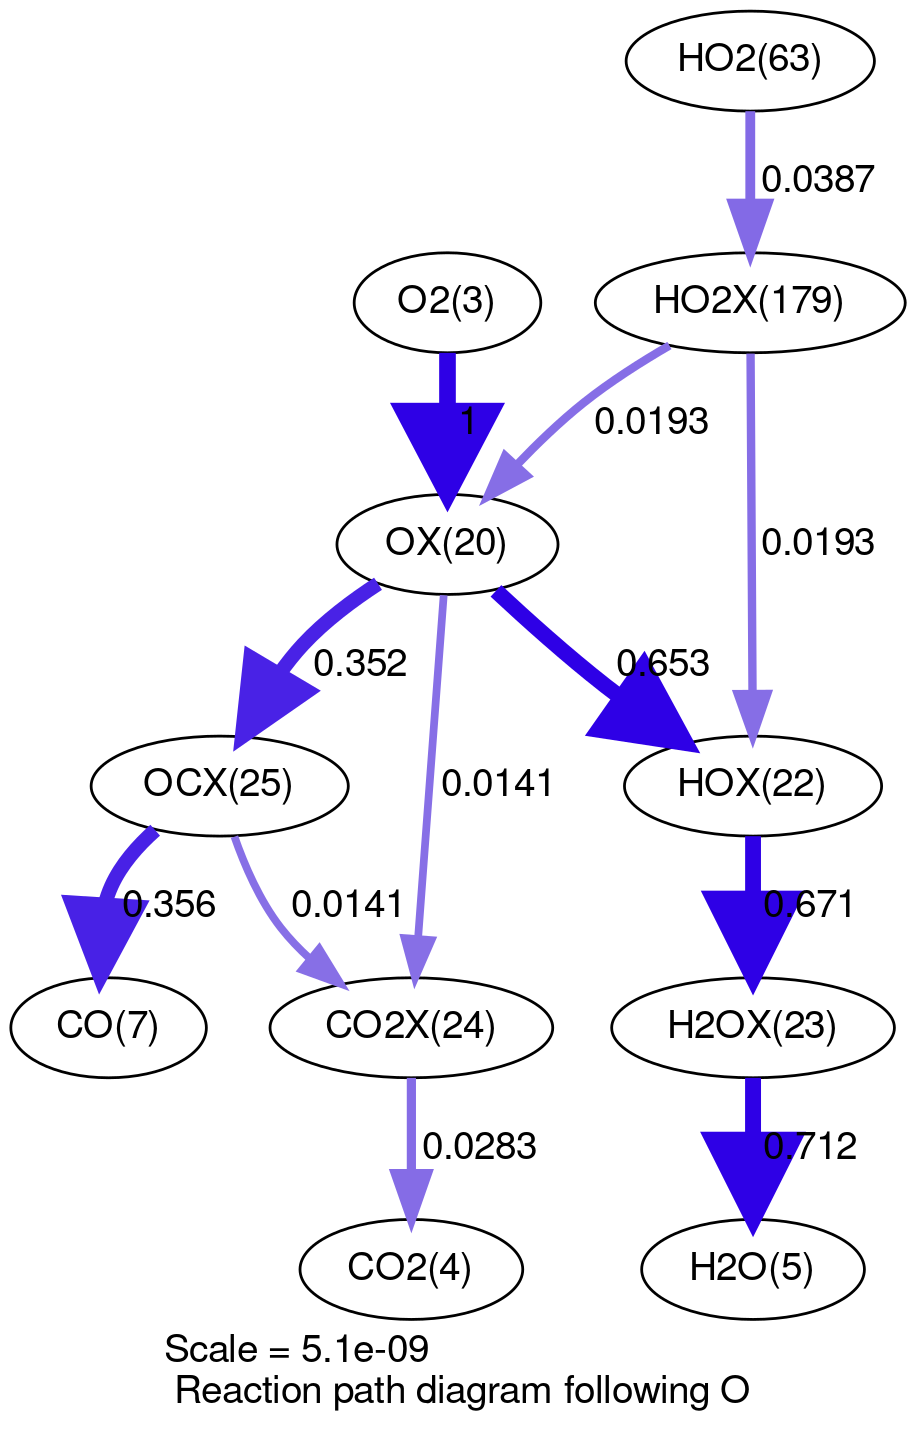 HO2(63)
0.0387
O2(3)
HO2X(179)
1
0.0193
OX(20)
0.0193
0.352
0.653
OCX(25)
0.0141
HOX(22)
0.356
0.0141
0.671
CO(7)
CO2X(24)
H2OX(23)
0.0283
0.712
CO2(4)
H2O(5)
Scale = 5.1e-09
Reaction path diagram following O